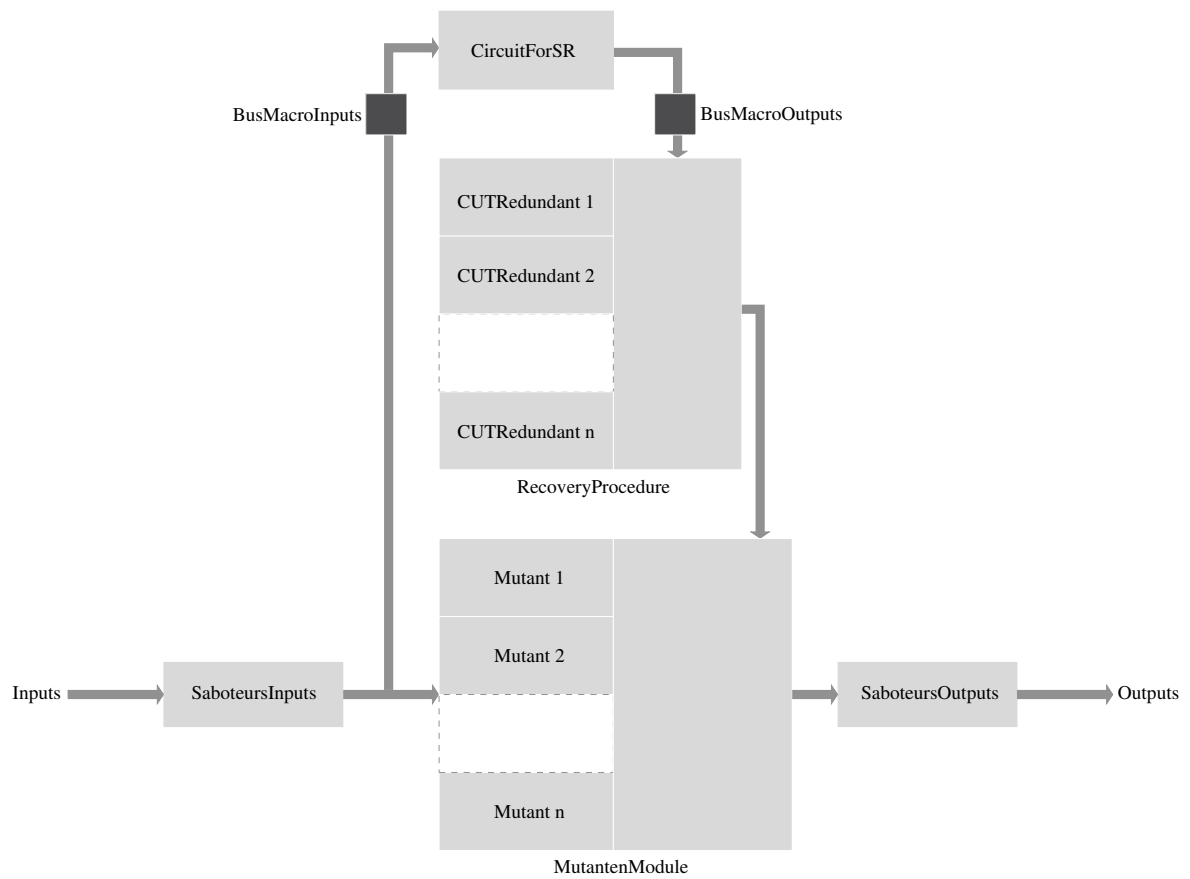 CircuitForSR
BusMacroInputs
BusMacroOutputs
CUTRedundant 1
CUTRedundant 2
CUTRedundant n
RecoveryProcedure
Mutant 1
Mutant 2
Inputs
SaboteursInputs
SaboteursOutputs
Outputs
Mutant n
MutantenModule